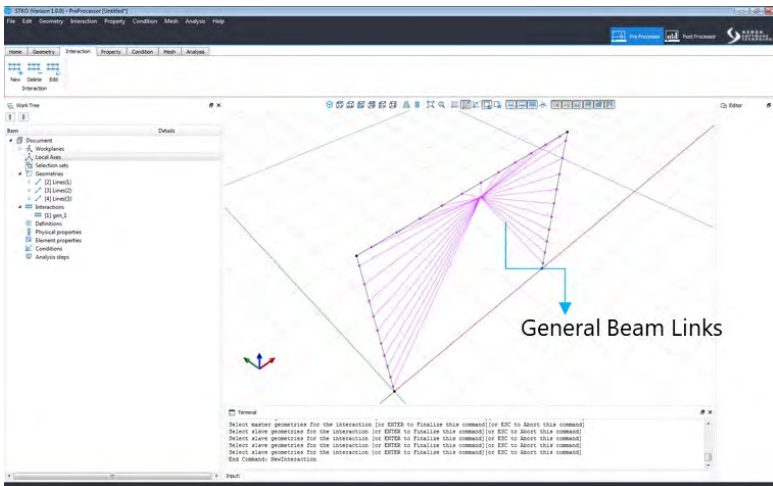 STKO (Version 1.0.0) - PreProcessor [Untitled*]
File Edit Geometry Interaction Property Condition Mesh Analysis Help
Pre Processor Post Processor
Home Geometry Interaction Property Condition Mesh Analysis
New Delete Edit
Interaction
Work Tree
Editor
Item Details
Document
Workplanes
Local Axes
Selection sets
Geometries
[2] Lines(1)
[3] Lines(2)
[4] Lines(3)
Interactions
[1] gen_1
Definitions
Physical properties
Element properties
Conditions
Analysis steps
General Beam Links
Terminal
Select master geometries for the interaction [or ENTER to Finalize this command][or ESC to Abort this command]
Select slave geometries for the interaction [or ENTER to Finalize this command][or ESC to Abort this command]
Select slave geometries for the interaction [or ENTER to Finalize this command][or ESC to Abort this command]
Select slave geometries for the interaction [or ENTER to Finalize this command][or ESC to Abort this command]
Select slave geometries for the interaction [or ENTER to Finalize this command][or ESC to Abort this command]
End Command: NewInteraction
Input: